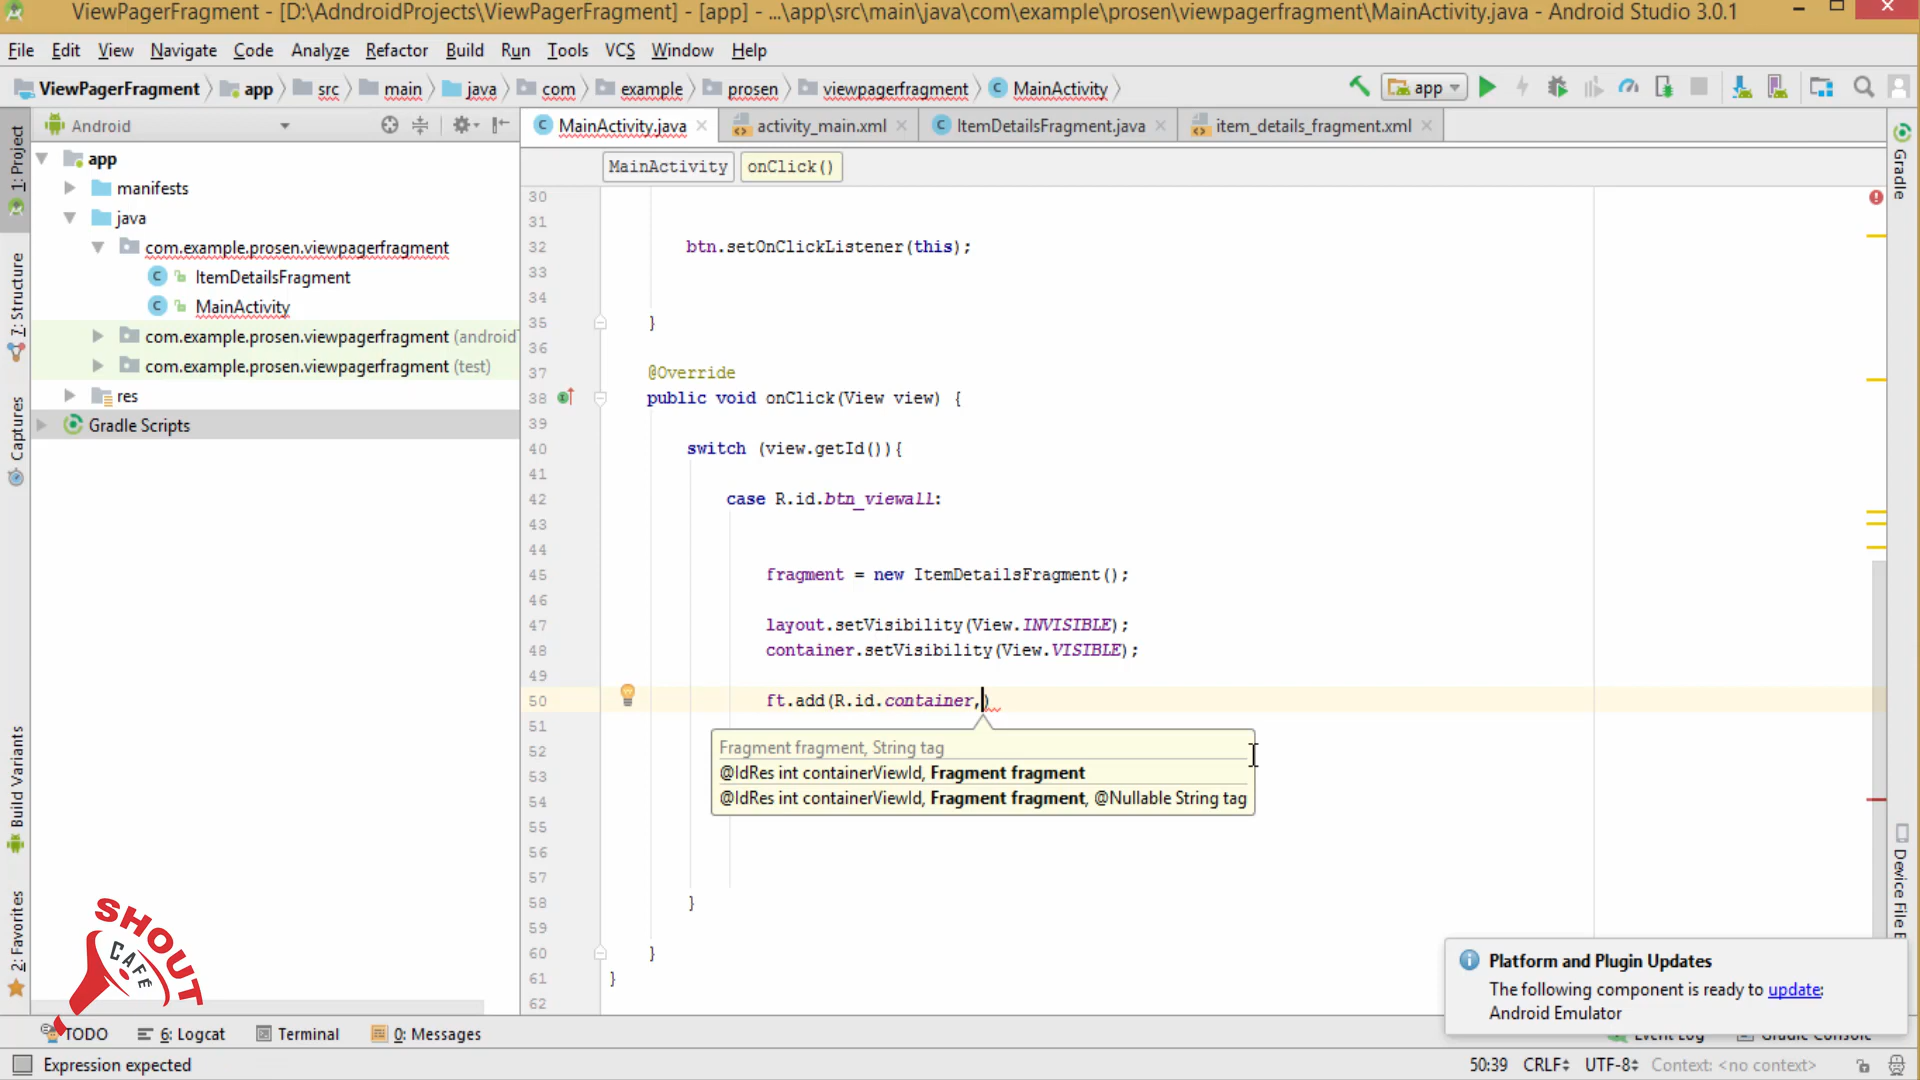 ViewPagerFragment - [D:\AdndroidProjects\ViewPagerFragment] - [app] - ...\app\src\main\java\com\example\prosen\viewpagerfragment\MainActivity.java - Android Studio 3.0.1
File Edit View Navigate Code Analyze Refactor Build Run Tools VCS Window Help
ViewPagerFragment app src main java com example prosen viewpagerfragment MainActivity app
Android MainActivity.java activity_main.xml ItemDetailsFragment.java item_details_fragment.xml
MainActivity onClick()
app
manifests
java
com.example.prosen.viewpagerfragment
ItemDetailsFragment
MainActivity
com.example.prosen.viewpagerfragment (android
com.example.prosen.viewpagerfragment (test)
res
Gradle Scripts
1: Project
7: Structure
Captures
Build Variants
2: Favorites
Gradle
Device File E
30
31
32 btn.setOnClickListener(this);
33
34
35 }
36
37 @Override
38 public void onClick(View view) {
39
40 switch (view.getId()){
41
42 case R.id.btn_viewall:
43
44
45 fragment = new ItemDetailsFragment();
46
47 layout.setVisibility(View.INVISIBLE);
48 container.setVisibility(View.VISIBLE);
49
50 ft.add(R.id.container,)
51
52
53
54
55
56
57
58 }
59
60 }
61 }
62
Fragment fragment, String tag
@IdRes int containerViewId, Fragment fragment
@IdRes int containerViewId, Fragment fragment, @Nullable String tag
Platform and Plugin Updates
The following component is ready to update:
Android Emulator
SHOUT
CAFE
TODO 6: Logcat Terminal 0: Messages Event Log Gradle Console
Expression expected 50:39 CRLF UTF-8 Context: <no context>